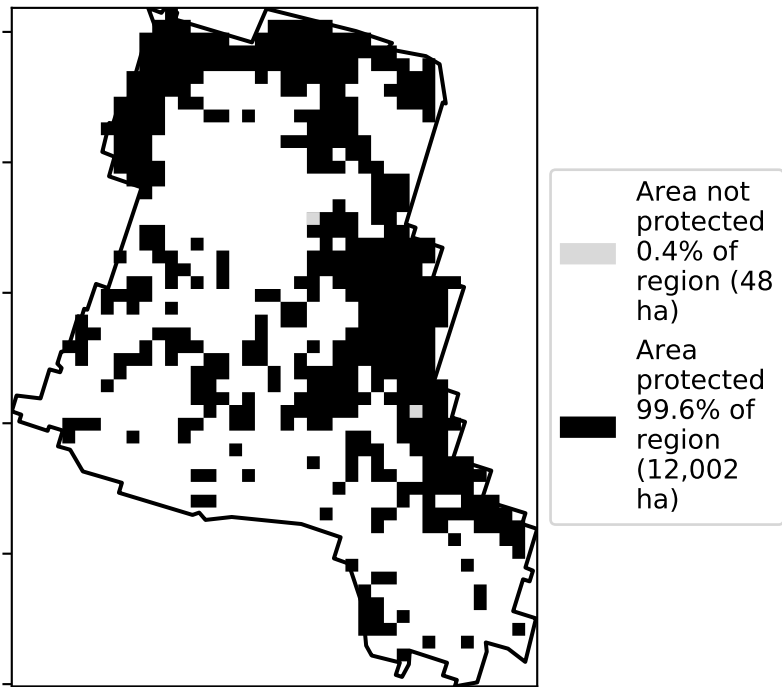 Area not
protected
0.4% of
region (48
ha)
Area
protected
99.6% of
region
(12,002
ha)